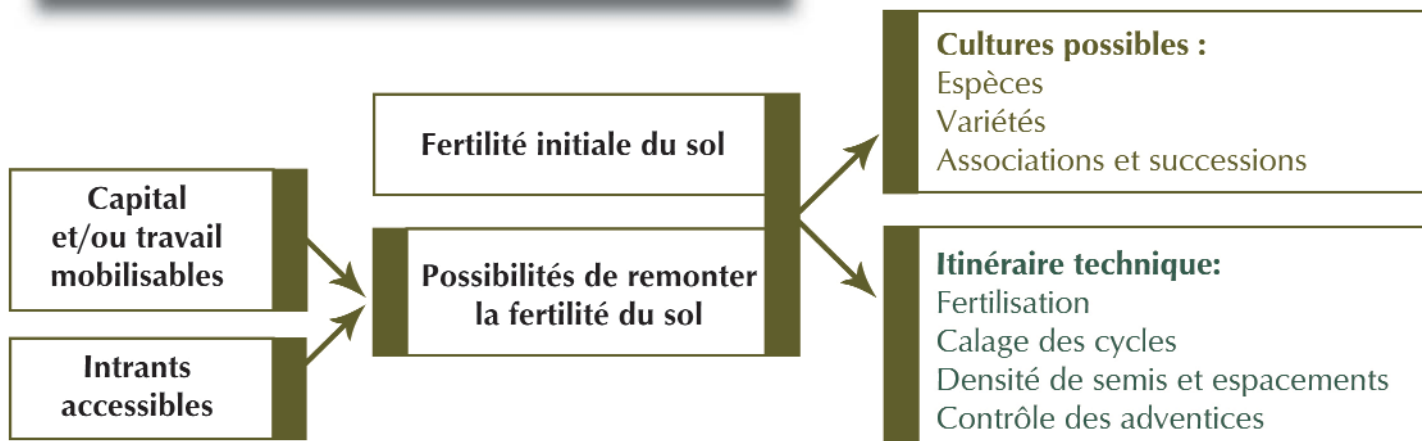 Capital
et/ou travail
mobilisables
Intrants
accessibles
Fertilité initiale du sol
Possibilités de remonter
la fertilité du sol
Cultures possibles :
Espèces
Variétés
Associations et successions
Itinéraire technique:
Fertilisation
Calage des cycles
Densité de semis et espacements
Contrôle des adventices